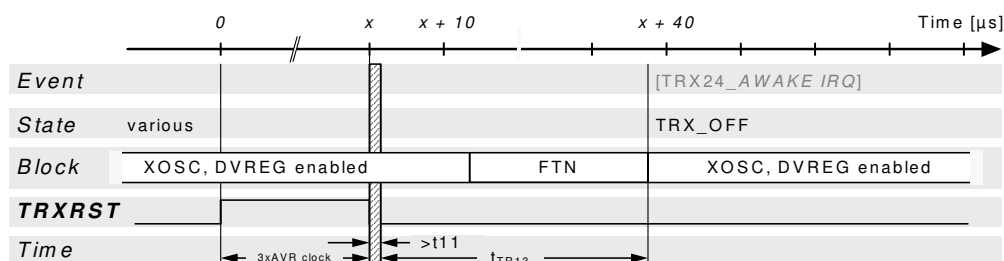 0 x x + 10 x + 40 Time [µs]
Event [TRX24_AWAKE IRQ]
State various TRX_OFF
Block XOSC, DVREG enabled FTN XOSC, DVREG enabled
TRXRST
Time >t11
3xAVR clock tTR13